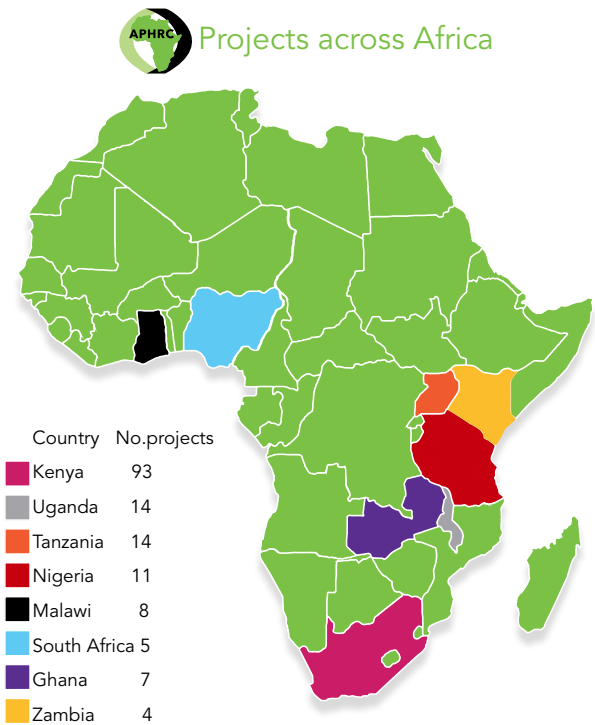 APHRC
Projects across Africa
Country No.projects
Kenya 93
Uganda 14
Tanzania 14
Nigeria 11
Malawi 8
South Africa 5
Ghana 7
Zambia 4